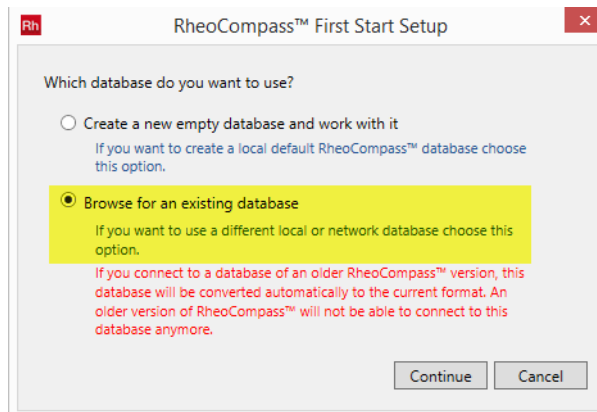 Rh
RheoCompass™ First Start Setup
Which database do you want to use?
Create a new empty database and work with it
If you want to create a local default RheoCompass™ database choose
this option.
Browse for an existing database
If you want to use a different local or network database choose this
option.
If you connect to a database of an older RheoCompass™ version, this
database will be converted automatically to the current format. An
older version of RheoCompass™ will not be able to connect to this
database anymore.
Continue
Cancel